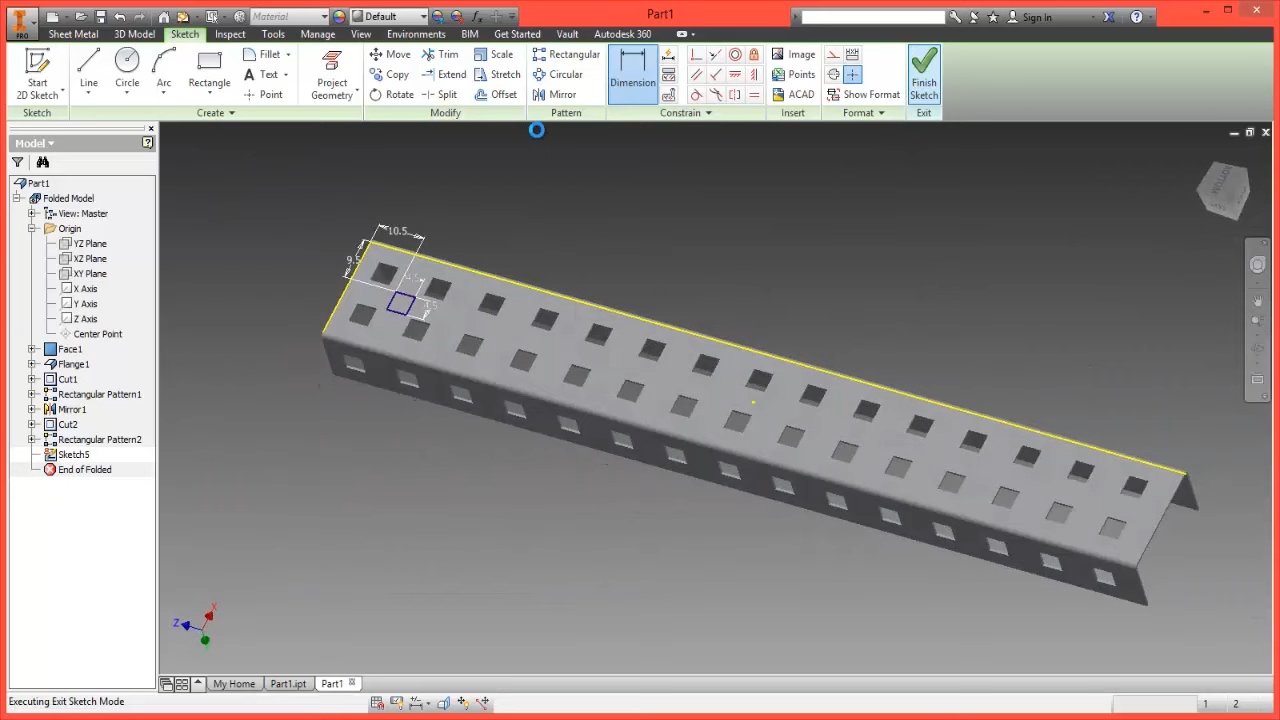 Material
Default
Part1
Sign In
PRO
Sheet Metal
3D Model
Sketch
Inspect
Tools
Manage
View
Environments
BIM
Get Started
Vault
Autodesk 360
Start
2D Sketch
Line
Circle
Arc
Rectangle
Fillet
Text
Point
Project
Geometry
Move
Copy
Rotate
Trim
Extend
Split
Scale
Stretch
Offset
Rectangular
Circular
Mirror
Dimension
Image
Points
ACAD
Show Format
Finish
Sketch
Sketch
Create
Modify
Pattern
Constrain
Insert
Format
Exit
Model
Part1
Folded Model
View: Master
Origin
YZ Plane
XZ Plane
XY Plane
X Axis
Y Axis
Z Axis
Center Point
Face1
Flange1
Cut1
Rectangular Pattern1
Mirror1
Cut2
Rectangular Pattern2
Sketch5
End of Folded
10.5
9.5
BOTTOM
X
Z
My Home
Part1.ipt
Part1
Executing Exit Sketch Mode
1
2